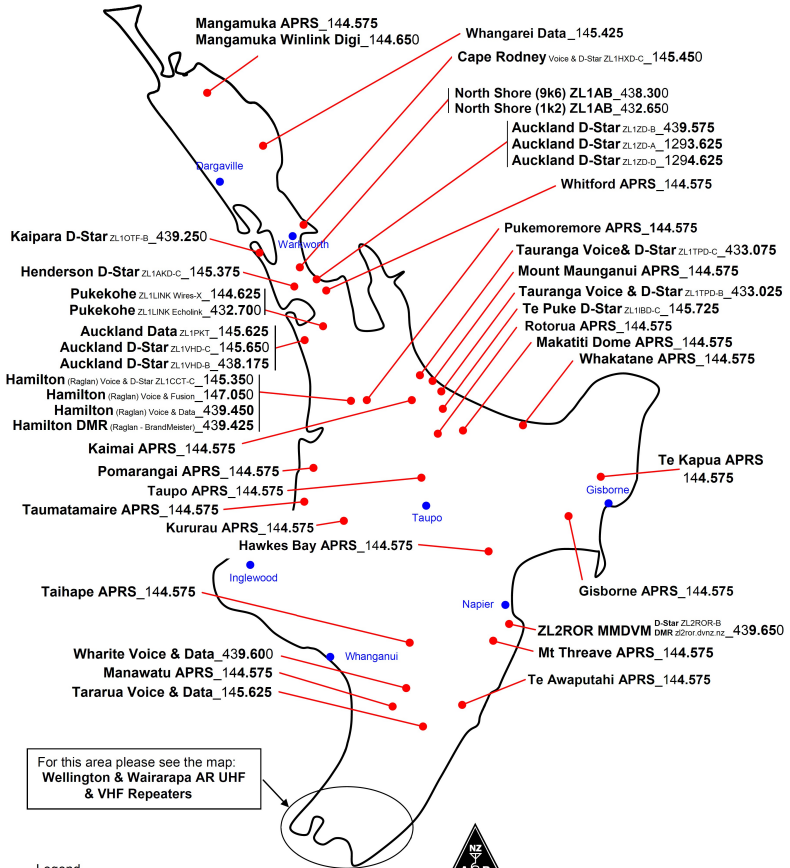 Mangamuka APRS_144.575
Mangamuka Winlink Digi_144.650
Whangarei Data_145.425
Cape Rodney Voice & D-Star ZL1HXD-C_145.450
North Shore (9k6) ZL1AB_438.300
North Shore (1k2) ZL1AB_432.650
Auckland D-Star ZL1ZD-B_439.575
Auckland D-Star ZL1ZD-A_1293.625
Auckland D-Star ZL1ZD-D_1294.625
Dargaville
Whitford APRS_144.575
Pukemoremore APRS_144.575
Kaipara D-Star ZL1OTF-B_439.250
Warkworth
Tauranga Voice& D-Star ZL1TPD-C_433.075
Henderson D-Star ZL1AKD-C_145.375
Mount Maunganui APRS_144.575
Pukekohe ZL1LINK Wires-X_144.625
Pukekohe ZL1LINK Echolink_432.700
Tauranga Voice & D-Star ZL1TPD-B_433.025
Te Puke D-Star ZL1IBD-C_145.725
Auckland Data ZL1PKT_145.625
Auckland D-Star ZL1VHD-C_145.650
Auckland D-Star ZL1VHD-B_438.175
Rotorua APRS_144.575
Makatiti Dome APRS_144.575
Whakatane APRS_144.575
Hamilton (Raglan) Voice & D-Star ZL1CCT-C_145.350
Hamilton (Raglan) Voice & Fusion_147.050
Hamilton (Raglan) Voice & Data_439.450
Hamilton DMR (Raglan - BrandMeister)_439.425
Kaimai APRS_144.575
Pomarangai APRS_144.575
Te Kapua APRS
144.575
Taupo APRS_144.575
Gisborne
Taumatamaire APRS_144.575
Taupo
Kururau APRS_144.575
Hawkes Bay APRS_144.575
Inglewood
Gisborne APRS_144.575
Taihape APRS_144.575
Napier
ZL2ROR MMDVM D-Star ZL2ROR-B
DMR zl2ror.dvnz.nz_439.650
Mt Threave APRS_144.575
Wharite Voice & Data_439.600
Whanganui
Manawatu APRS_144.575
Te Awaputahi APRS_144.575
Tararua Voice & Data_145.625
For this area please see the map:
Wellington & Wairarapa AR UHF
& VHF Repeaters
NZ